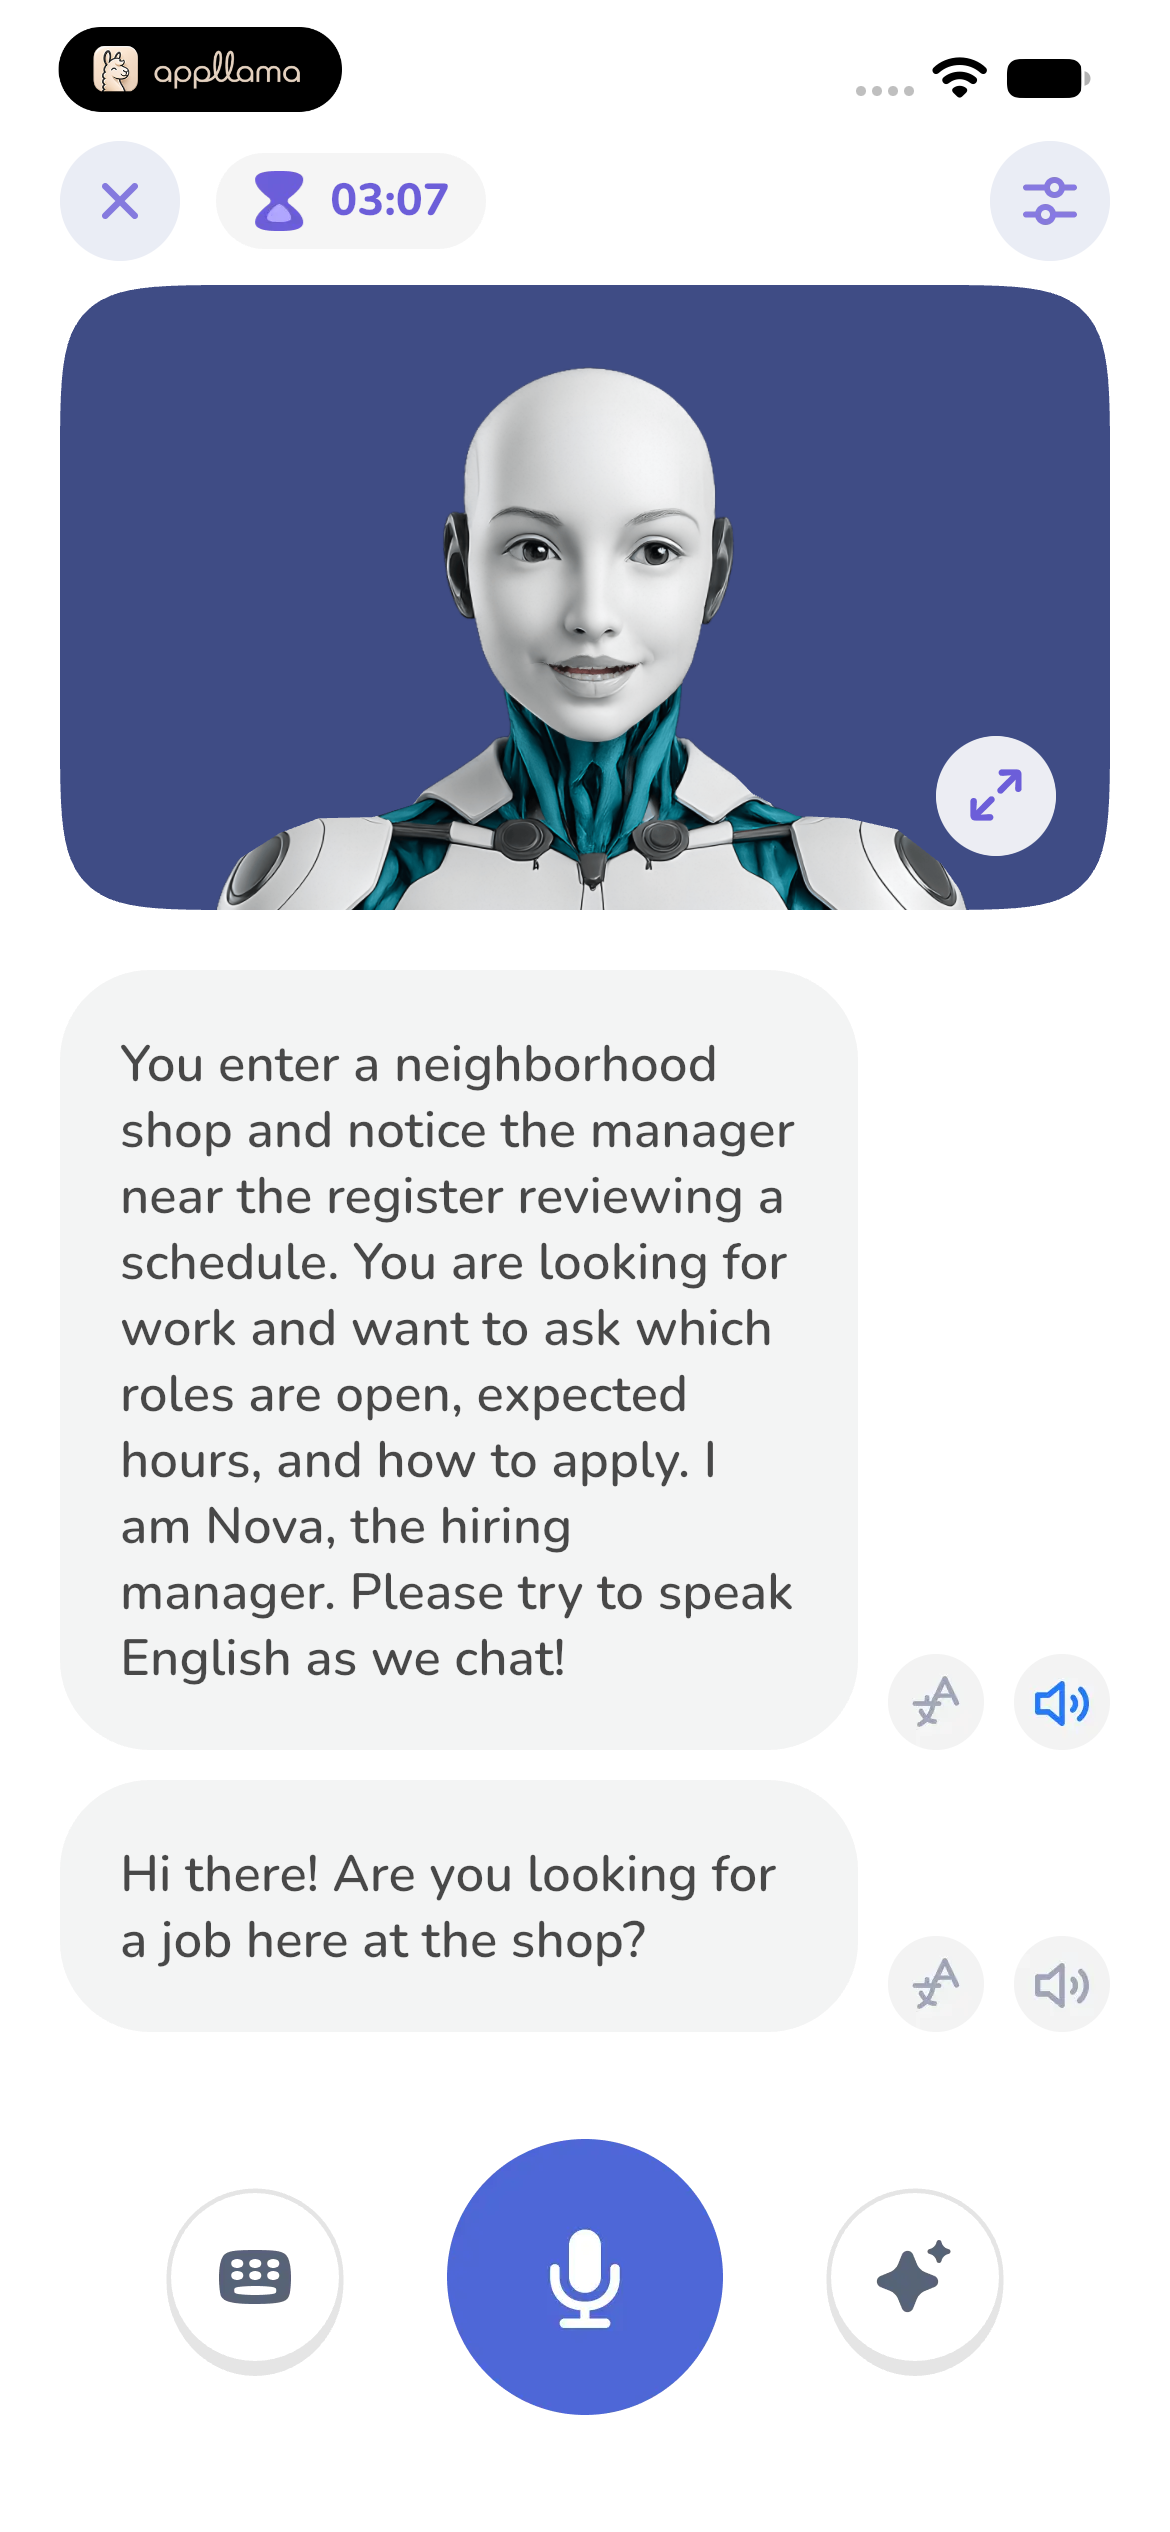 appllama
03:07
You enter a neighborhood
shop and notice the manager
near the register reviewing a
schedule. You are looking for
work and want to ask which
roles are open, expected
hours, and how to apply. I
am Nova, the hiring
manager. Please try to speak
English as we chat!
Hi there! Are you looking for
a job here at the shop?